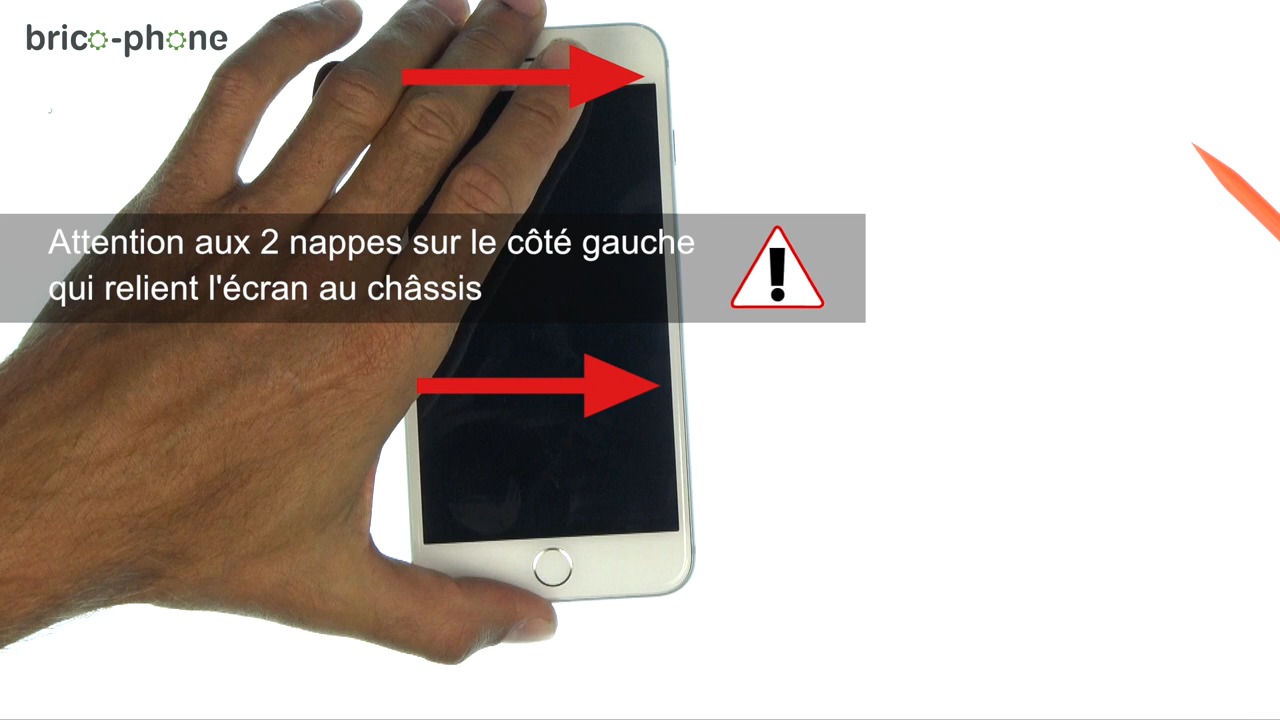 brico-phone
Attention aux 2 nappes sur le côté gauche
qui relient l'écran au châssis